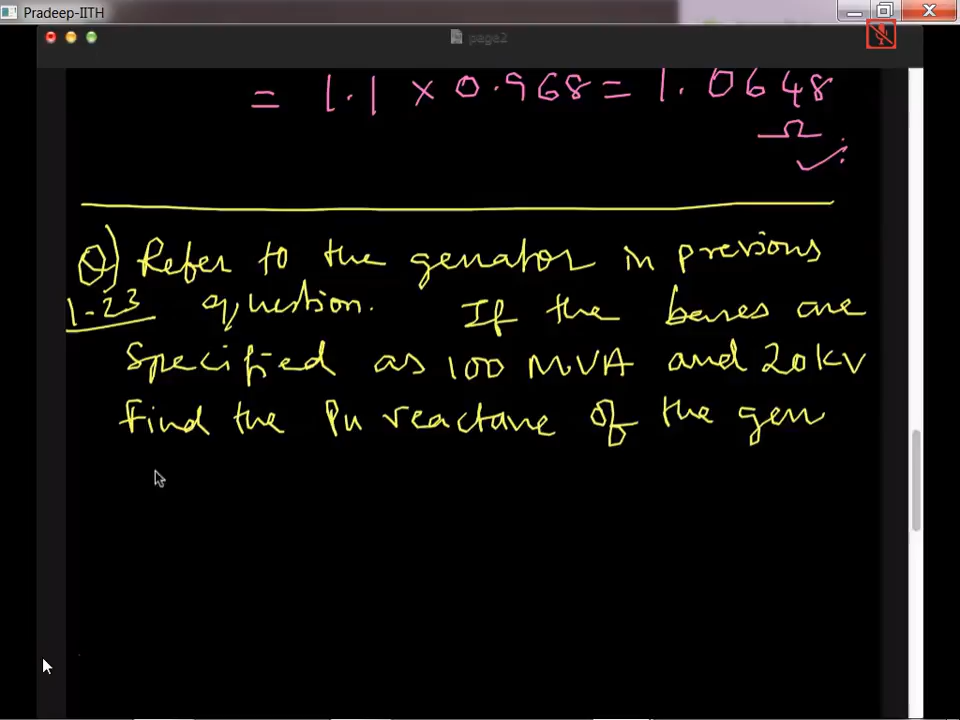 Pradeep-IITH
page2
= 1.1 × 0.968 = 1.0648
Ω
Q) Refer to the genrator in previous
1-23 question. If the bases are
Specified as 100 MVA and 20kv
Find the Pu reactane of the gen